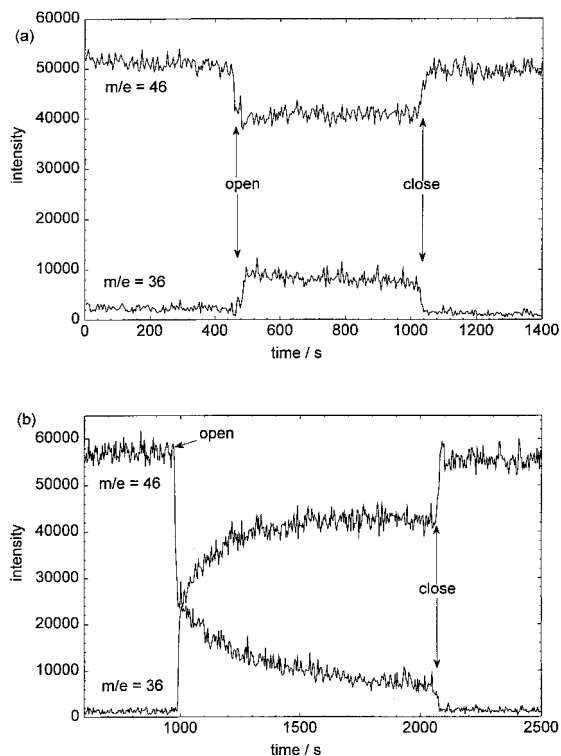 (a)
60000
50000
40000
30000
20000
10000
0
intensity
m/e = 46
open
close
m/e = 36
0 200 400 600 800 1000 1200 1400
time / s
(b)
60000
50000
40000
30000
20000
10000
0
intensity
open
m/e = 46
close
m/e = 36
1000 1500 2000 2500
time / s